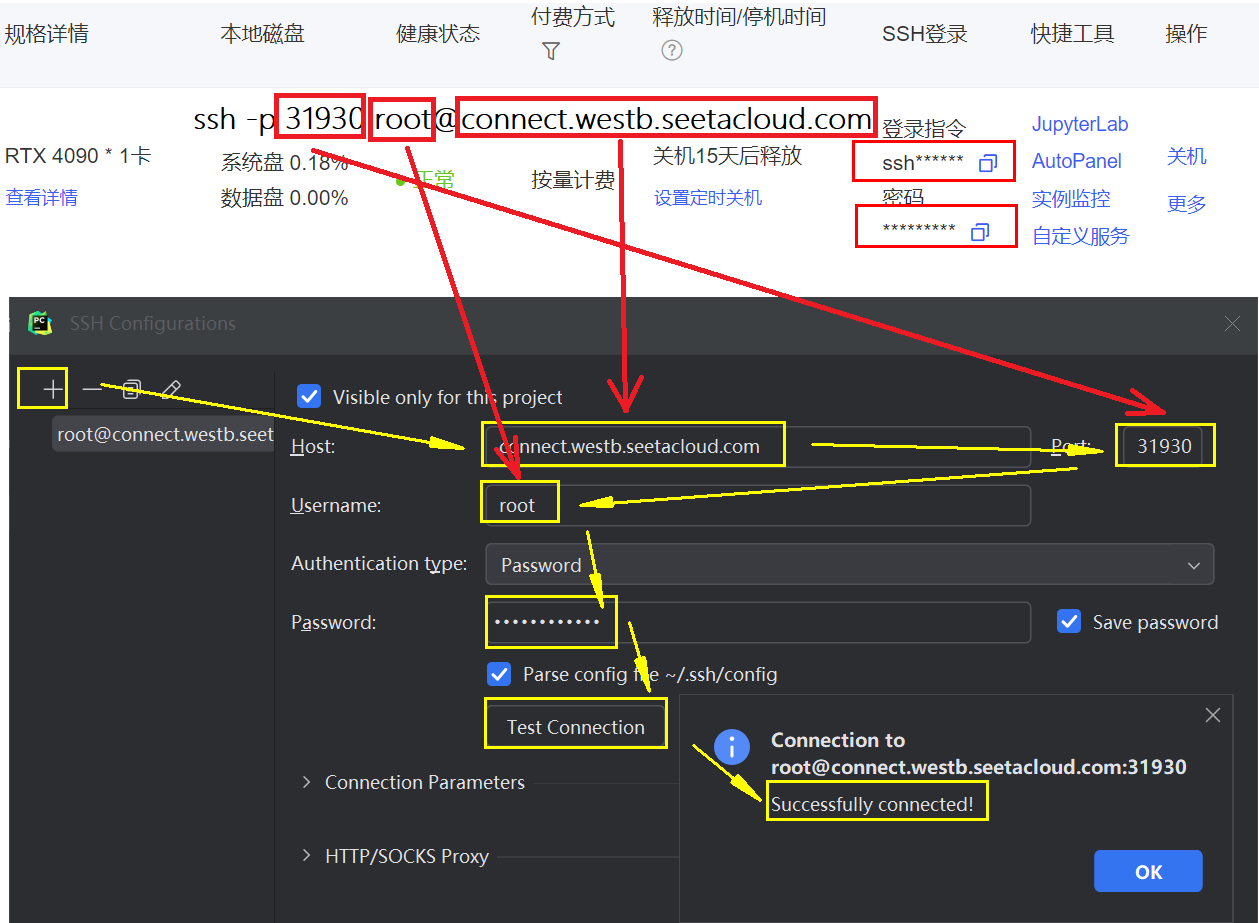 规格详情 本地磁盘 健康状态 付费方式 释放时间/停机时间 ? SSH登录 快捷工具 操作
ssh -p 31930 root@connect.westb.seetacloud.com
登录指令 JupyterLab
RTX 4090 * 1卡 系统盘 0.18% 正常 按量计费 关机15天后释放 ssh****** AutoPanel 关机
查看详情 数据盘 0.00% 设置定时关机 密码 实例监控 更多
********* 自定义服务
PC SSH Configurations
root@connect.westb.seet
Visible only for this project
Host: connect.westb.seetacloud.com Port: 31930
Username: root
Authentication type: Password
Password: •••••••••••• Save password
Parse config file ~/.ssh/config
Test Connection
Connection Parameters
HTTP/SOCKS Proxy
Connection to
root@connect.westb.seetacloud.com:31930
Successfully connected!
OK